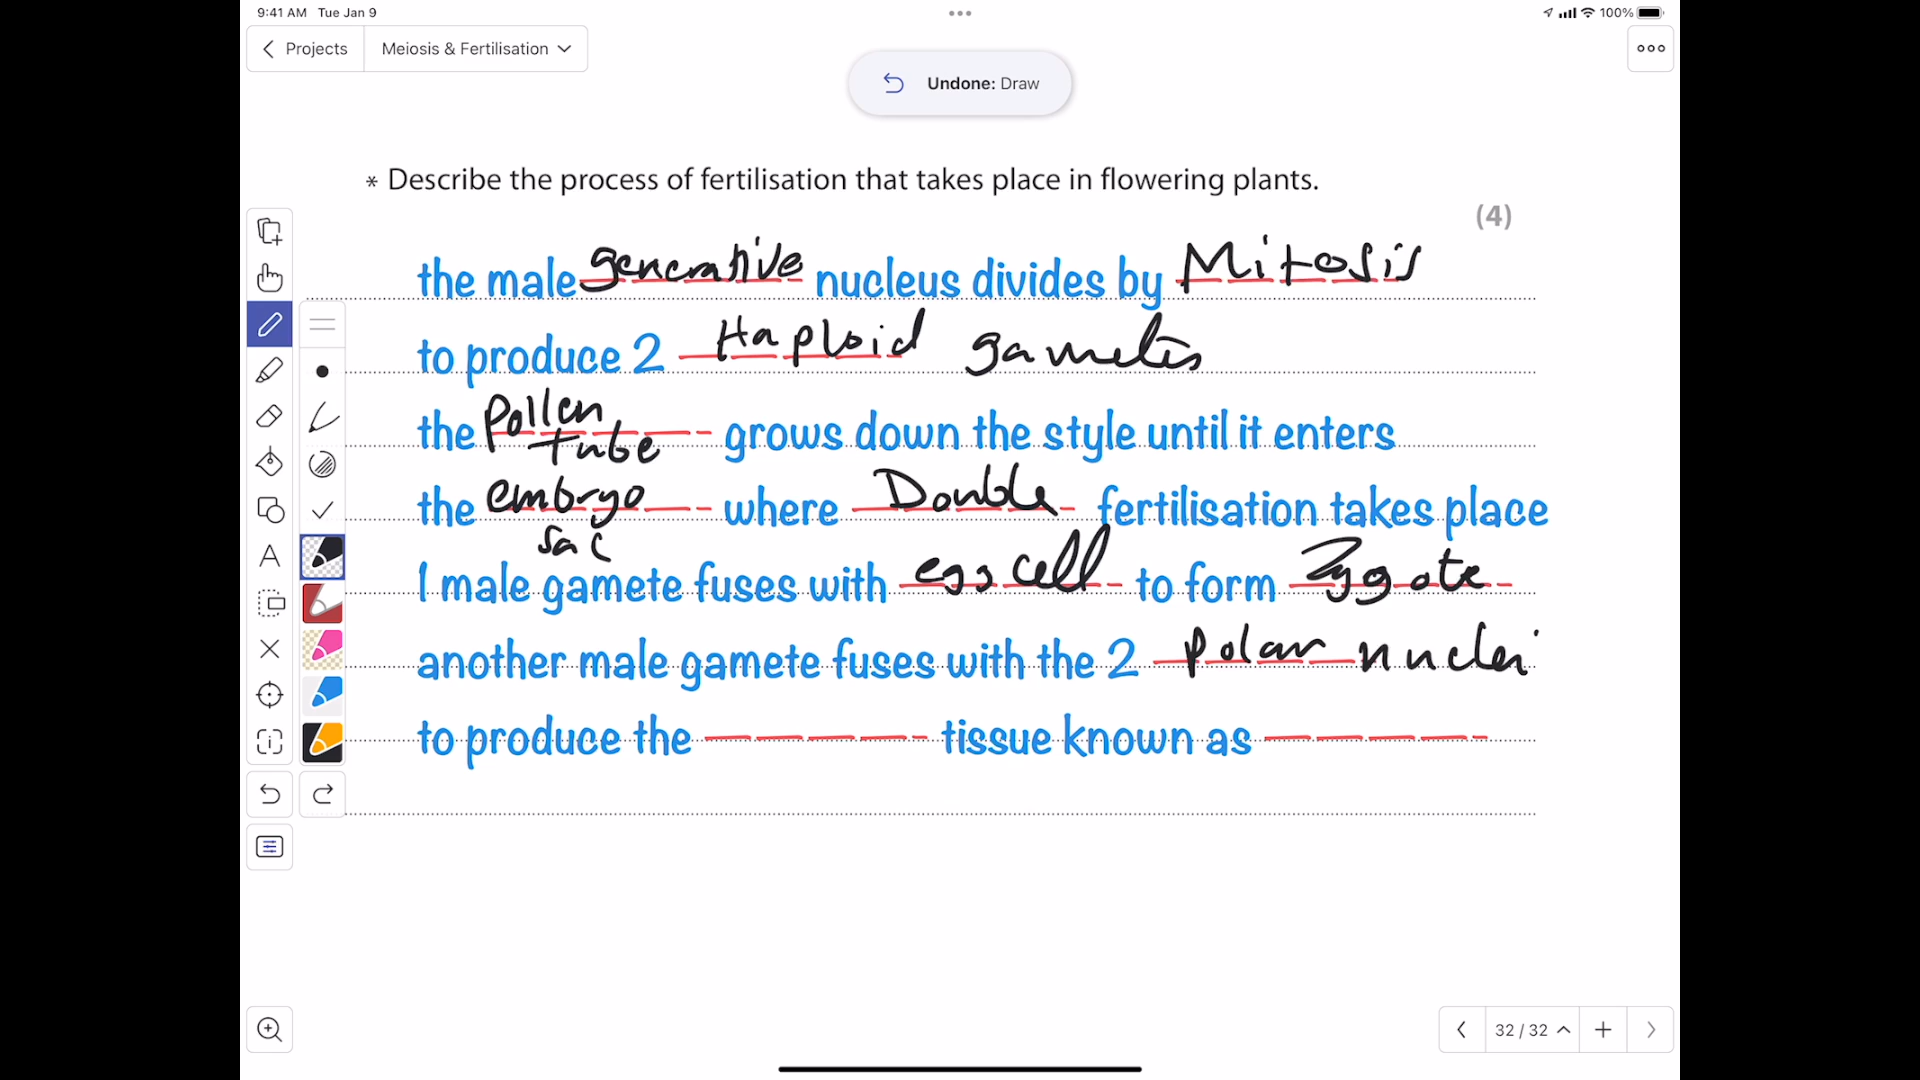 9:41 AM Tue Jan 9
100%
Projects
Meiosis & Fertilisation
Undone: Draw
* Describe the process of fertilisation that takes place in flowering plants.
(4)
the male generative nucleus divides by Mitosis
to produce 2 Haploid gametes
the pollen tube grows down the style until it enters
the embryo sac where Double fertilisation takes place
1 male gamete fuses with egg cell to form Zygote
another male gamete fuses with the 2 polar nuclei
to produce the tissue known as
32 / 32